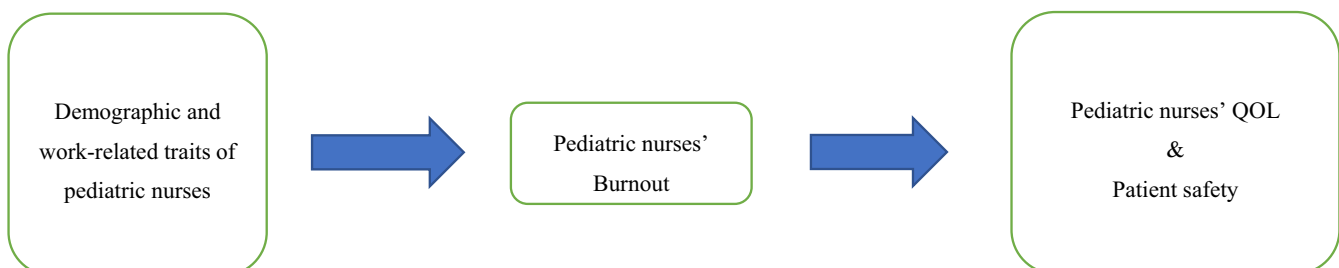 Demographic and
work-related traits of
pediatric nurses
Pediatric nurses’
Burnout
Pediatric nurses’ QOL
&
Patient safety